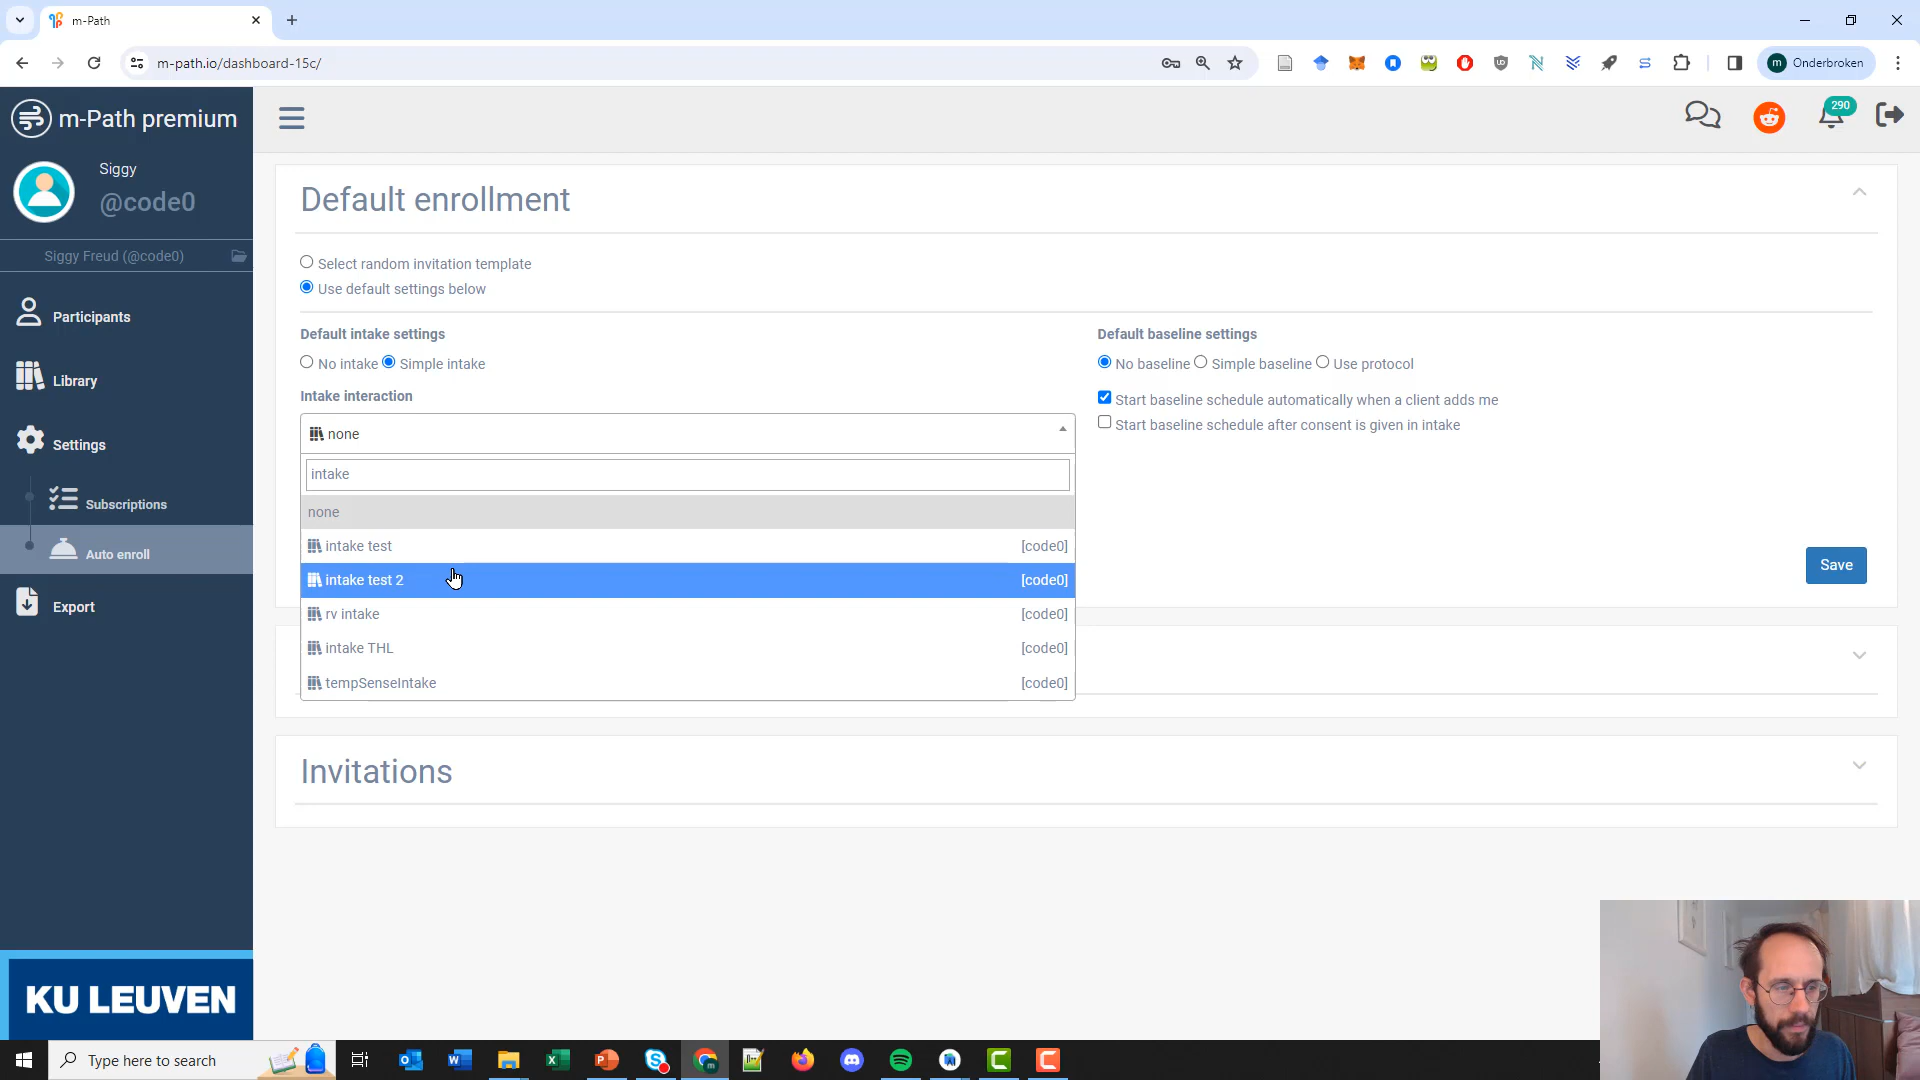 m-Path
m-path.io/dashboard-15c/
m Onderbroken
m-Path premium
290
Siggy
@code0
Siggy Freud (@code0)
Participants
Library
Settings
Subscriptions
Auto enroll
Export
KU LEUVEN
Default enrollment
Select random invitation template
Use default settings below
Default intake settings
No intake Simple intake
Intake interaction
none
intake
none
intake test [code0]
intake test 2 [code0]
rv intake [code0]
intake THL [code0]
tempSenseIntake [code0]
Default baseline settings
No baseline Simple baseline Use protocol
Start baseline schedule automatically when a client adds me
Start baseline schedule after consent is given in intake
Save
Invitations
Type here to search